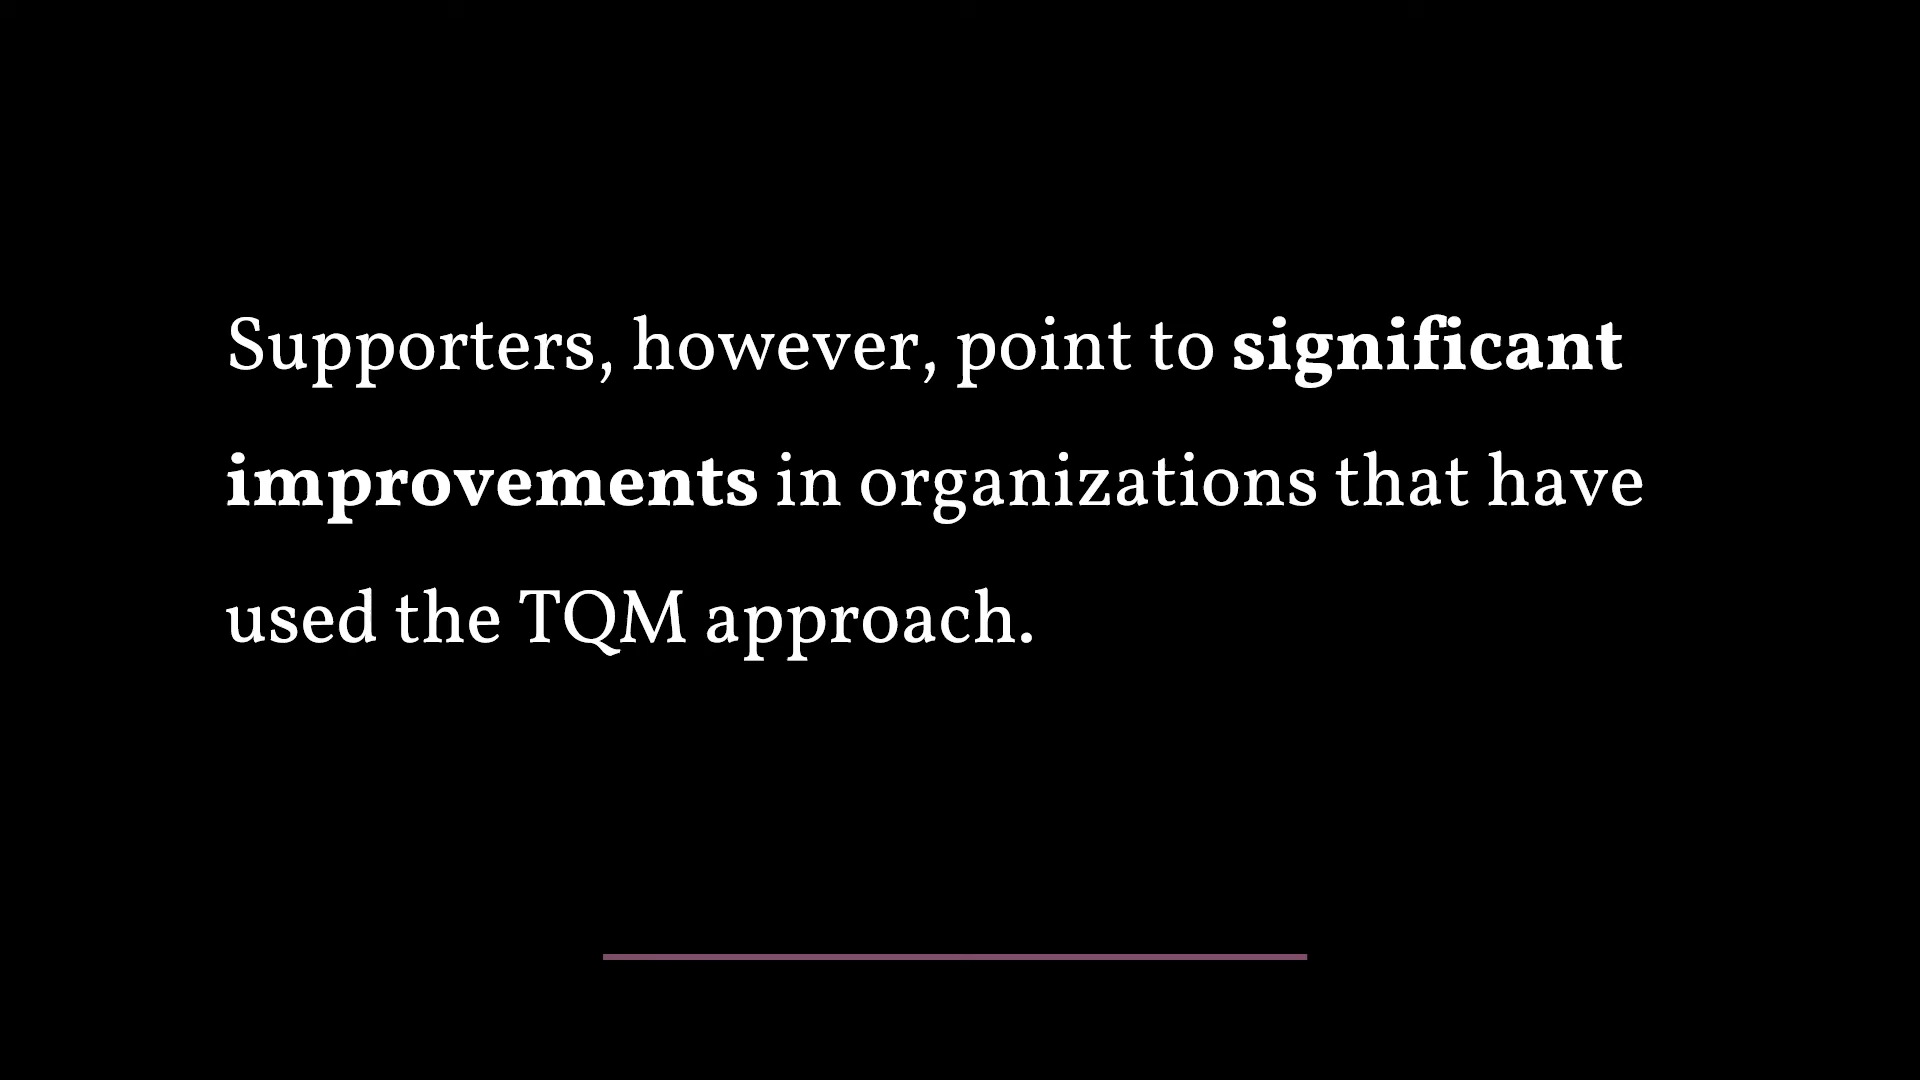 Supporters, however, point to significant
improvements in organizations that have
used the TQM approach.